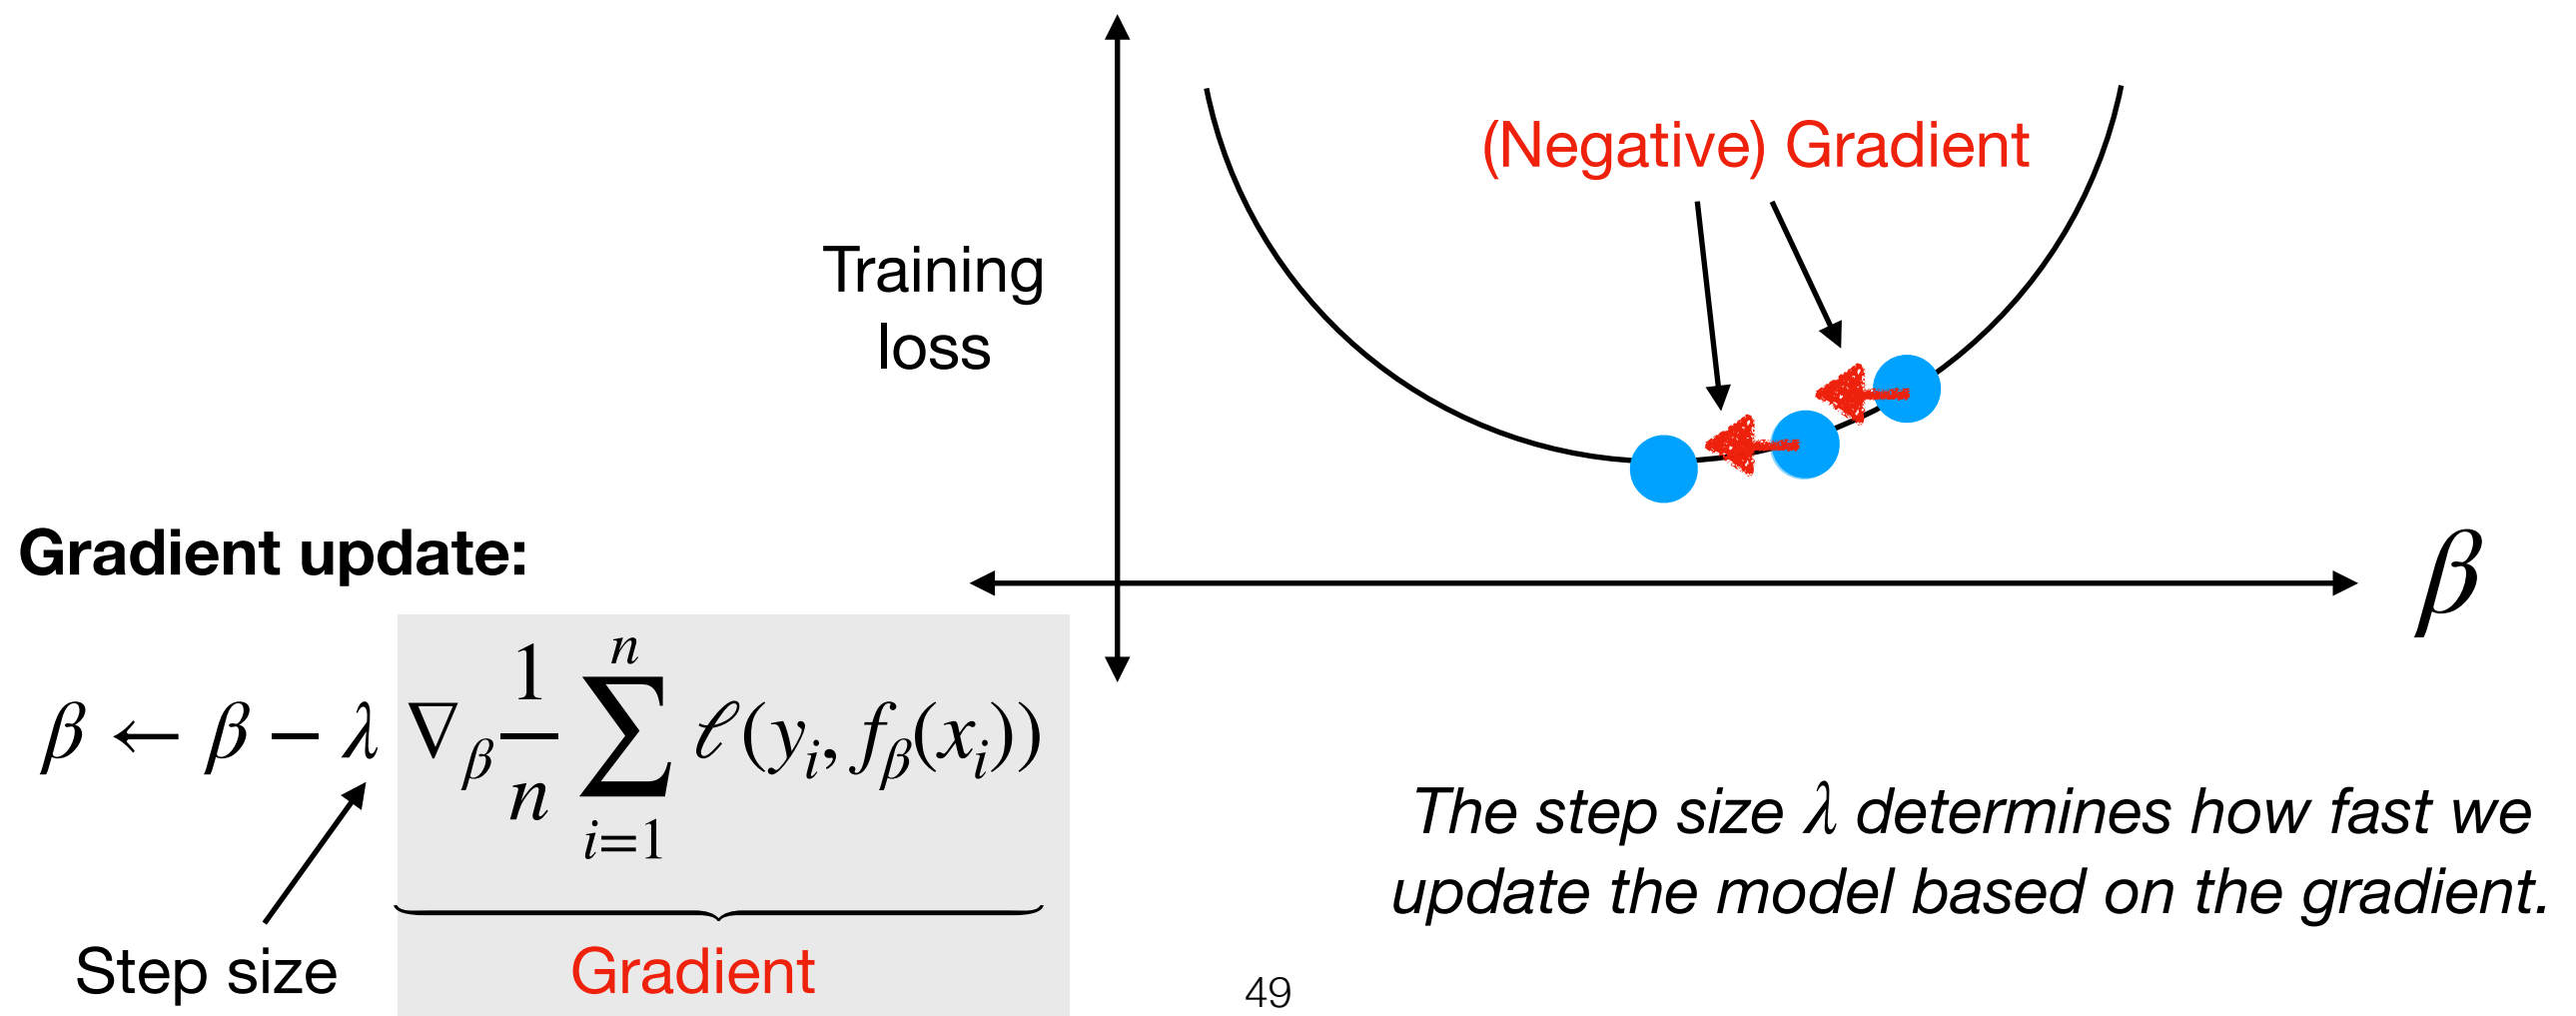 (Negative) Gradient
Training
loss
β
Gradient update:
β ← β − λ ∇_β 1/n ∑_{i=1}^{n} ℓ(y_i, f_β(x_i))
Step size
Gradient
The step size λ determines how fast we
update the model based on the gradient.
49